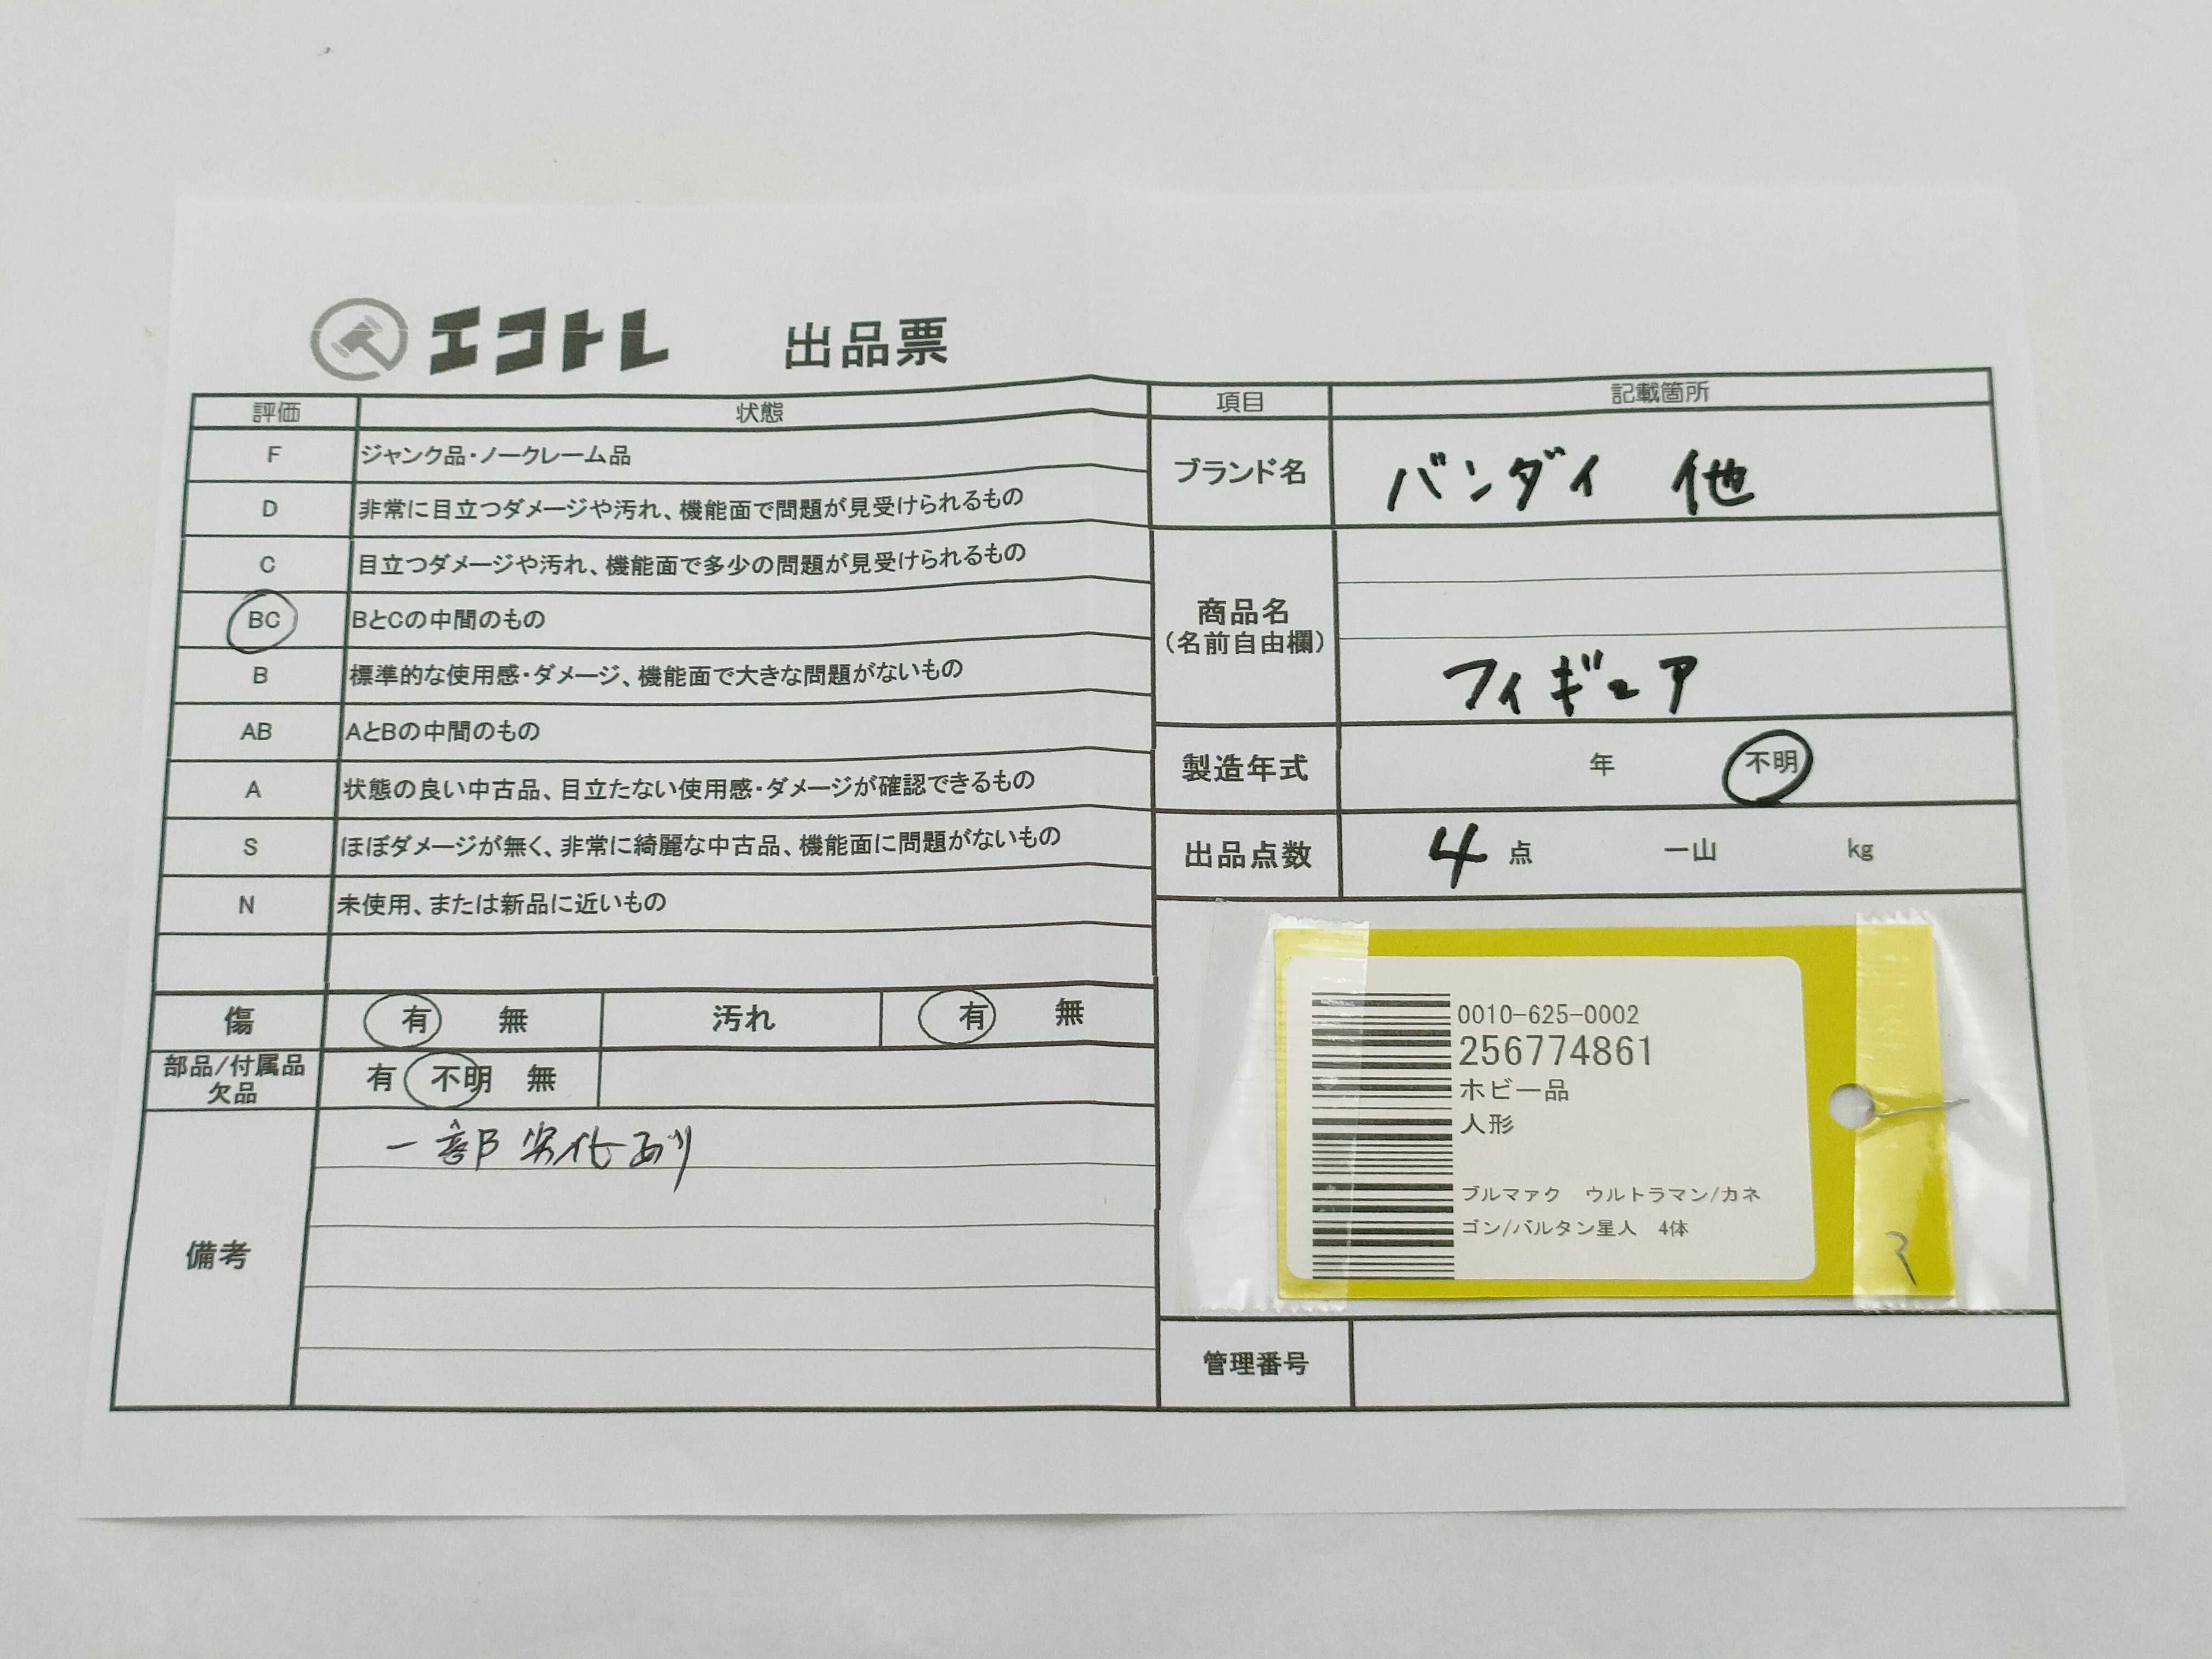 エコトレ 出品票
評価 状態
F ジャンク品・ノークレーム品
D 非常に目立つダメージや汚れ、機能面で問題が見受けられるもの
C 目立つダメージや汚れ、機能面で多少の問題が見受けられるもの
BC BとCの中間のもの
B 標準的な使用感・ダメージ、機能面で大きな問題がないもの
AB AとBの中間のもの
A 状態の良い中古品、目立たない使用感・ダメージが確認できるもの
S ほぼダメージが無く、非常に綺麗な中古品、機能面に問題がないもの
N 未使用、または新品に近いもの
傷 有 無 汚れ 有 無
部品/付属品
欠品 有 不明 無
備考 一部劣化あり
項目 記載箇所
ブランド名 バンダイ 他
商品名
(名前自由欄)
フィギュア
製造年式 年 不明
出品点数 4 点 一山 kg
0010-625-0002
256774861
ホビー品
人形
ブルマァク ウルトラマン/カネ
ゴン/バルタン星人 4体
管理番号